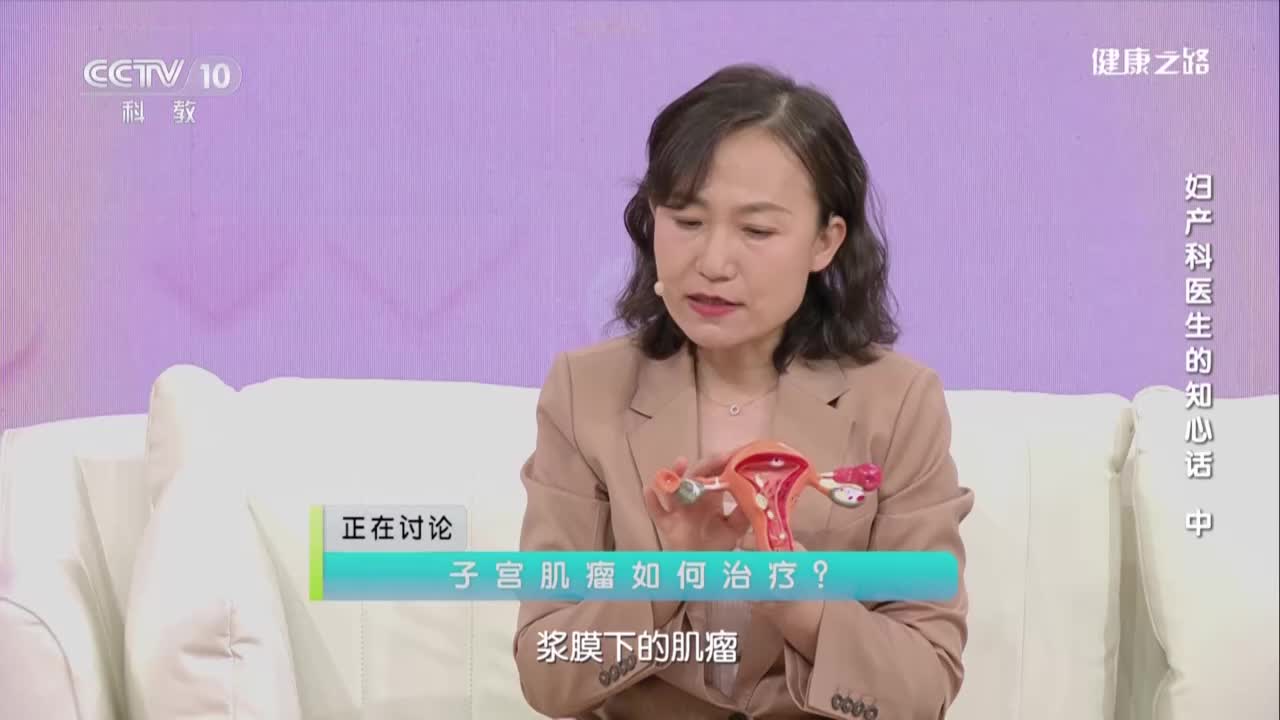 CCTV 10
科教
健康之路
妇产科医生的知心话 中
正在讨论
子宫肌瘤如何治疗？
浆膜下的肌瘤